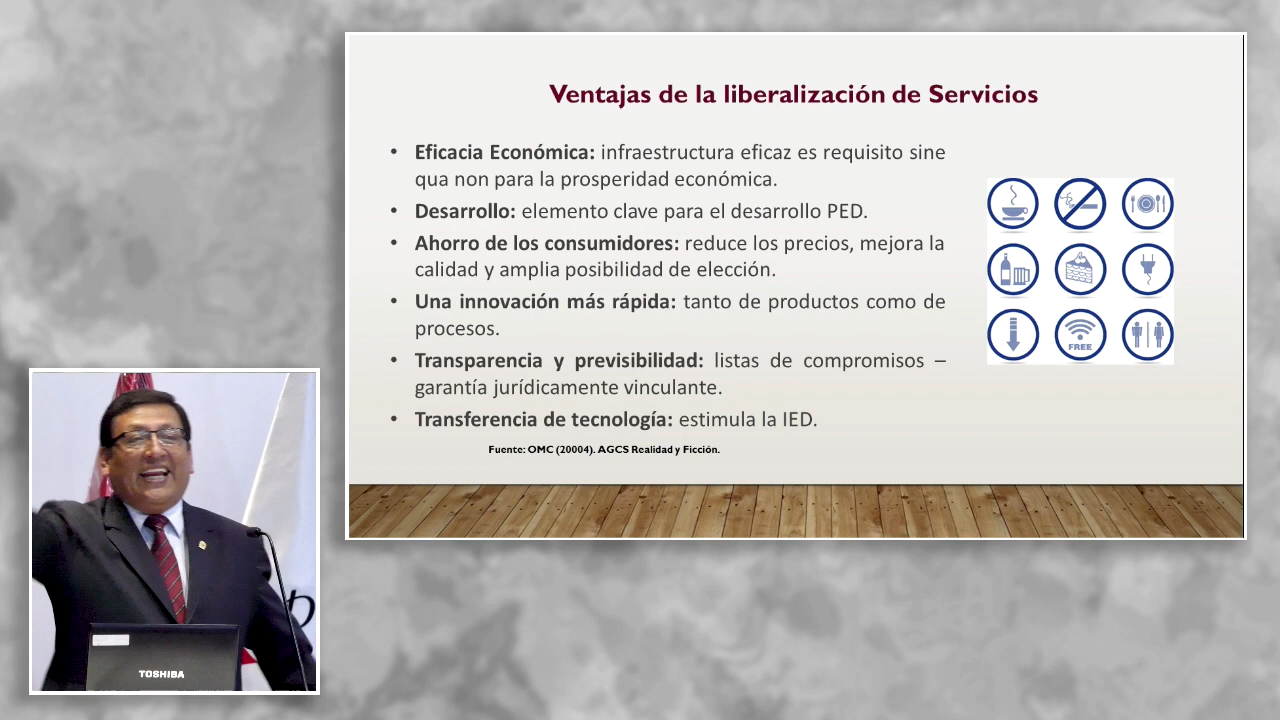 Ventajas de la liberalización de Servicios
• Eficacia Económica: infraestructura eficaz es requisito sine
qua non para la prosperidad económica.
• Desarrollo: elemento clave para el desarrollo PED.
• Ahorro de los consumidores: reduce los precios, mejora la
calidad y amplia posibilidad de elección.
• Una innovación más rápida: tanto de productos como de
procesos.
• Transparencia y previsibilidad: listas de compromisos –
garantía jurídicamente vinculante.
• Transferencia de tecnología: estimula la IED.
Fuente: OMC (20004). AGCS Realidad y Ficción.
FREE
TOSHIBA